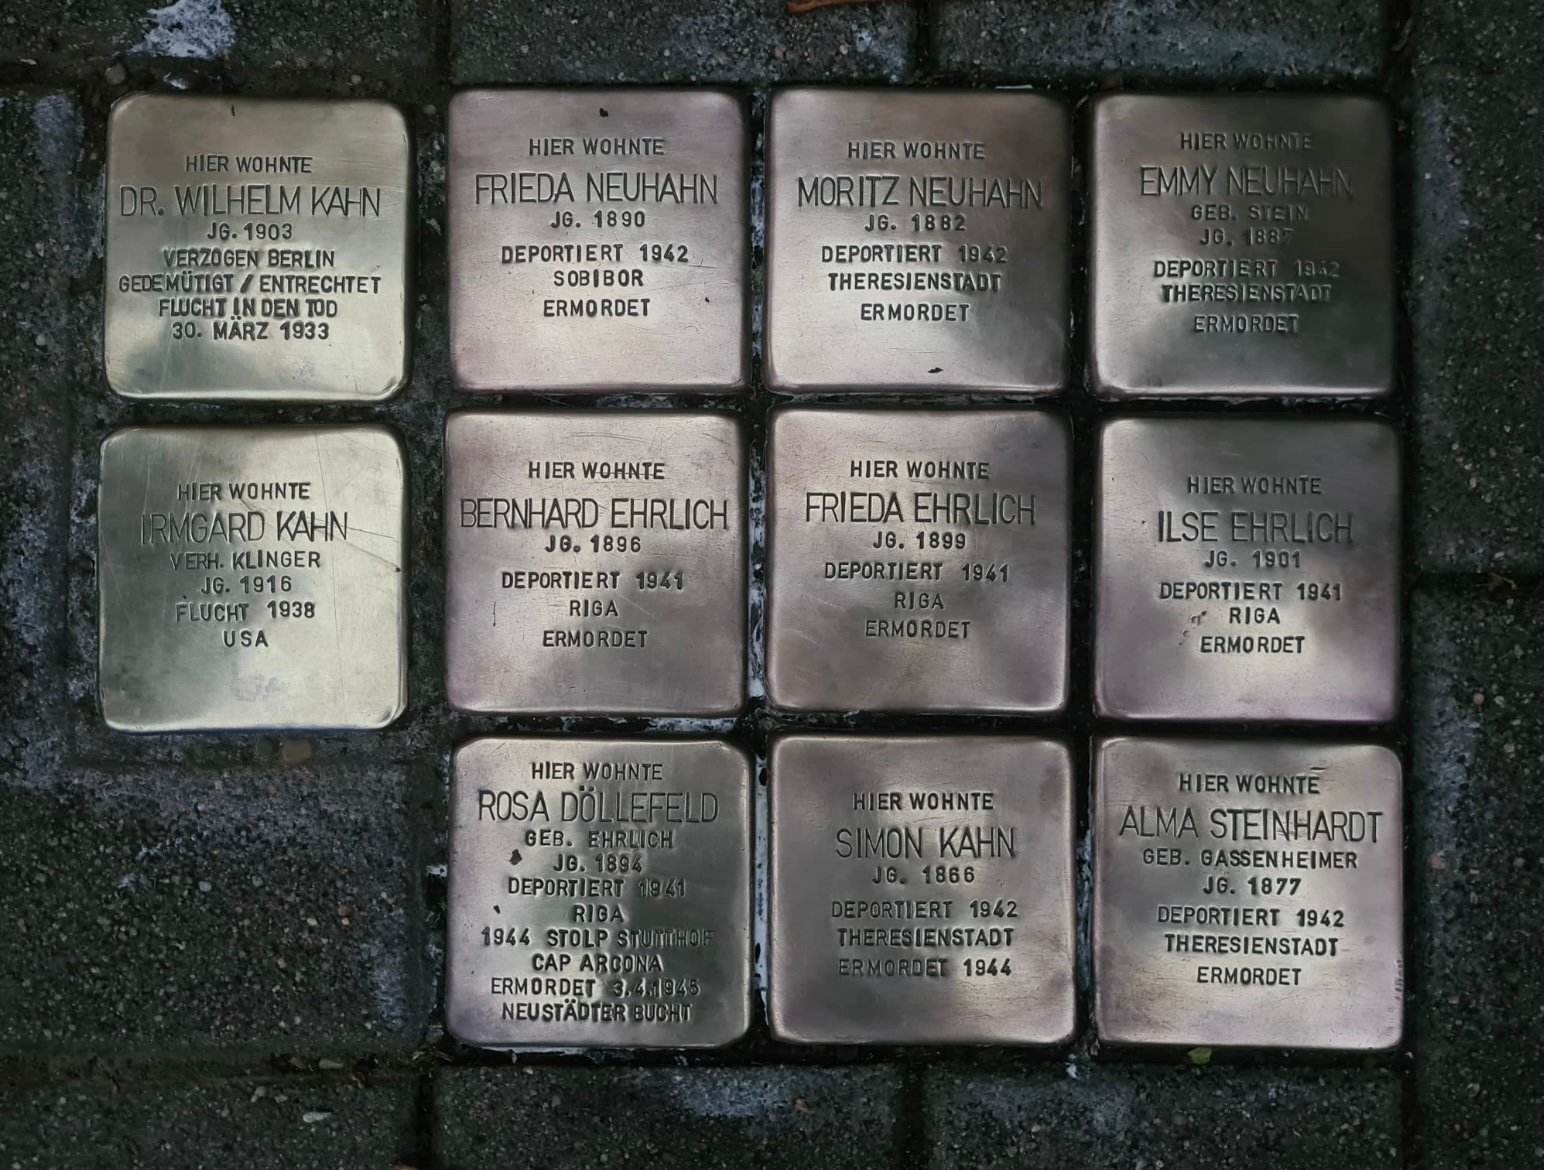 HIER WOHNTE
DR. WILHELM KAHN
JG. 1903
VERZOGEN BERLIN
GEDEMÜTIGT / ENTRECHTET
FLUCHT IN DEN TOD
30. MÄRZ 1933
HIER WOHNTE
FRIEDA NEUHAHN
JG. 1890
DEPORTIERT 1942
SOBIBOR
ERMORDET
HIER WOHNTE
MORITZ NEUHAHN
JG. 1882
DEPORTIERT 1942
THERESIENSTADT
ERMORDET
HIER WOHNTE
EMMY NEUHAHN
GEB. STEIN
JG. 1887
DEPORTIERT 1942
THERESIENSTADT
ERMORDET
HIER WOHNTE
IRMGARD KAHN
VERH. KLINGER
JG. 1916
FLUCHT 1938
USA
HIER WOHNTE
BERNHARD EHRLICH
JG. 1896
DEPORTIERT 1941
RIGA
ERMORDET
HIER WOHNTE
FRIEDA EHRLICH
JG. 1899
DEPORTIERT 1941
RIGA
ERMORDET
HIER WOHNTE
ILSE EHRLICH
JG. 1901
DEPORTIERT 1941
RIGA
ERMORDET
HIER WOHNTE
ROSA DÖLLEFELD
GEB. EHRLICH
JG. 1894
DEPORTIERT 1941
RIGA
1944 STOLP STUTTHOF
CAP ARCONA
ERMORDET 3.4.1945
NEUSTÄDTER BUCHT
HIER WOHNTE
SIMON KAHN
JG. 1866
DEPORTIERT 1942
THERESIENSTADT
ERMORDET 1944
HIER WOHNTE
ALMA STEINHARDT
GEB. GASSENHEIMER
JG. 1877
DEPORTIERT 1942
THERESIENSTADT
ERMORDET